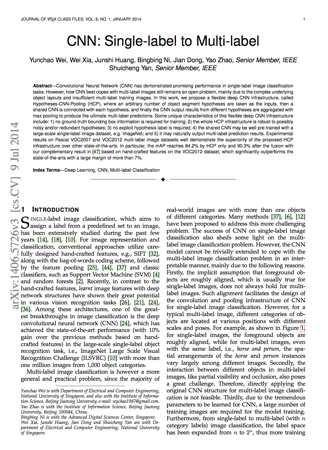 JOURNAL OF LATEX CLASS FILES, VOL. 6, NO. 1, JANUARY 2014
1
CNN: Single-label to Multi-label
Yunchao Wei, Wei Xia, Junshi Huang, Bingbing Ni, Jian Dong, Yao Zhao, Senior Member, IEEE
Shuicheng Yan, Senior Member, IEEE
arXiv:1406.5726v3 [cs.CV] 9 Jul 2014
Abstract—Convolutional Neural Network (CNN) has demonstrated promising performance in single-label image classification
tasks. However, how CNN best copes with multi-label images still remains an open problem, mainly due to the complex underlying
object layouts and insufficient multi-label training images. In this work, we propose a flexible deep CNN infrastructure, called
Hypotheses-CNN-Pooling (HCP), where an arbitrary number of object segment hypotheses are taken as the inputs, then a
shared CNN is connected with each hypothesis, and finally the CNN output results from different hypotheses are aggregated with
max pooling to produce the ultimate multi-label predictions. Some unique characteristics of this flexible deep CNN infrastructure
include: 1) no ground-truth bounding box information is required for training; 2) the whole HCP infrastructure is robust to possibly
noisy and/or redundant hypotheses; 3) no explicit hypothesis label is required; 4) the shared CNN may be well pre-trained with a
large-scale single-label image dataset, e.g. ImageNet; and 5) it may naturally output multi-label prediction results. Experimental
results on Pascal VOC2007 and VOC2012 multi-label image datasets well demonstrate the superiority of the proposed HCP
infrastructure over other state-of-the-arts. In particular, the mAP reaches 84.2% by HCP only and 90.3% after the fusion with
our complementary result in [47] based on hand-crafted features on the VOC2012 dataset, which significantly outperforms the
state-of-the-arts with a large margin of more than 7%.
Index Terms—Deep Learning, CNN, Multi-label Classification
1 INTRODUCTION
SINGLE-label image classification, which aims to
assign a label from a predefined set to an image,
has been extensively studied during the past few
years [14], [18], [10]. For image representation and
classification, conventional approaches utilize care-
fully designed hand-crafted features, e.g., SIFT [32],
along with the bag-of-words coding scheme, followed
by the feature pooling [25], [44], [37] and classic
classifiers, such as Support Vector Machine (SVM) [4]
and random forests [2]. Recently, in contrast to the
hand-crafted features, learnt image features with deep
network structures have shown their great potential
in various vision recognition tasks [26], [21], [24],
[36]. Among these architectures, one of the great-
est breakthroughs in image classification is the deep
convolutional neural network (CNN) [24], which has
achieved the state-of-the-art performance (with 10%
gain over the previous methods based on hand-
crafted features) in the large-scale single-label object
recognition task, i.e., ImageNet Large Scale Visual
Recognition Challenge (ILSVRC) [10] with more than
one million images from 1,000 object categories.
Multi-label image classification is however a more
general and practical problem, since the majority of
Yunchao Wei is with Department of Electrical and Computer Engineering,
National University of Singapore, and also with the Institute of Informa-
tion Science, Beijing Jiaotong University, e-mail: wychao1987@gmail.com.
Yao Zhao is with the Institute of Information Science, Beijing Jiaotong
University, Beijing 100044, China.
Bingbing Ni is with the Advanced Digital Sciences Center, Singapore.
Wei Xia, Junshi Huang, Jian Dong and Shuicheng Yan are with De-
partment of Electrical and Computer Engineering, National University
of Singapore.
real-world images are with more than one objects
of different categories. Many methods [37], [6], [12]
have been proposed to address this more challenging
problem. The success of CNN on single-label image
classification also sheds some light on the multi-
label image classification problem. However, the CNN
model cannot be trivially extended to cope with the
multi-label image classification problem in an inter-
pretable manner, mainly due to the following reasons.
Firstly, the implicit assumption that foreground ob-
jects are roughly aligned, which is usually true for
single-label images, does not always hold for multi-
label images. Such alignment facilitates the design of
the convolution and pooling infrastructure of CNN
for single-label image classification. However, for a
typical multi-label image, different categories of ob-
jects are located at various positions with different
scales and poses. For example, as shown in Figure 1,
for single-label images, the foreground objects are
roughly aligned, while for multi-label images, even
with the same label, i.e., horse and person, the spa-
tial arrangements of the horse and person instances
vary largely among different images. Secondly, the
interaction between different objects in multi-label
images, like partial visibility and occlusion, also poses
a great challenge. Therefore, directly applying the
original CNN structure for multi-label image classifi-
cation is not feasible. Thirdly, due to the tremendous
parameters to be learned for CNN, a large number of
training images are required for the model training.
Furthermore, from single-label to multi-label (with n
category labels) image classification, the label space
has been expanded from n to 2^n, thus more training